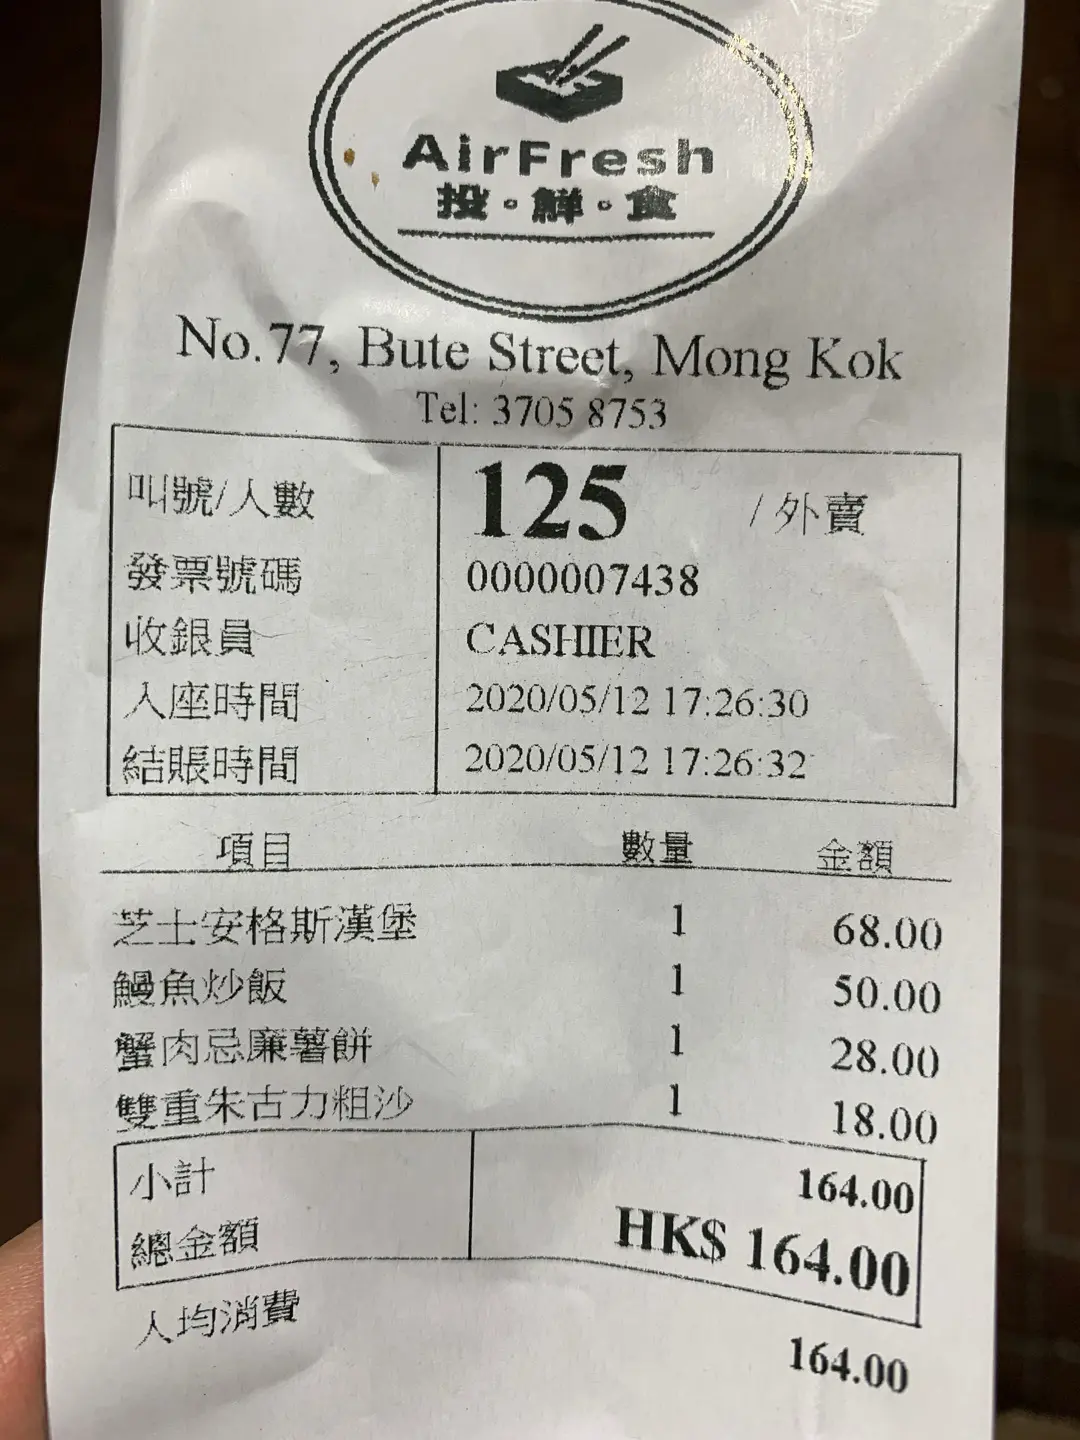 AirFresh
投。鮮。食
No.77, Bute Street, Mong Kok
Tel: 3705 8753
叫號/人數 125 / 外賣
發票號碼 0000007438
收銀員 CASHIER
入座時間 2020/05/12 17:26:30
結賬時間 2020/05/12 17:26:32
項目 數量 金額
芝士安格斯漢堡 1 68.00
鰻魚炒飯 1 50.00
蟹肉忌廉薯餅 1 28.00
雙重朱古力粗沙 1 18.00
小計 164.00
總金額 HK$ 164.00
人均消費 164.00